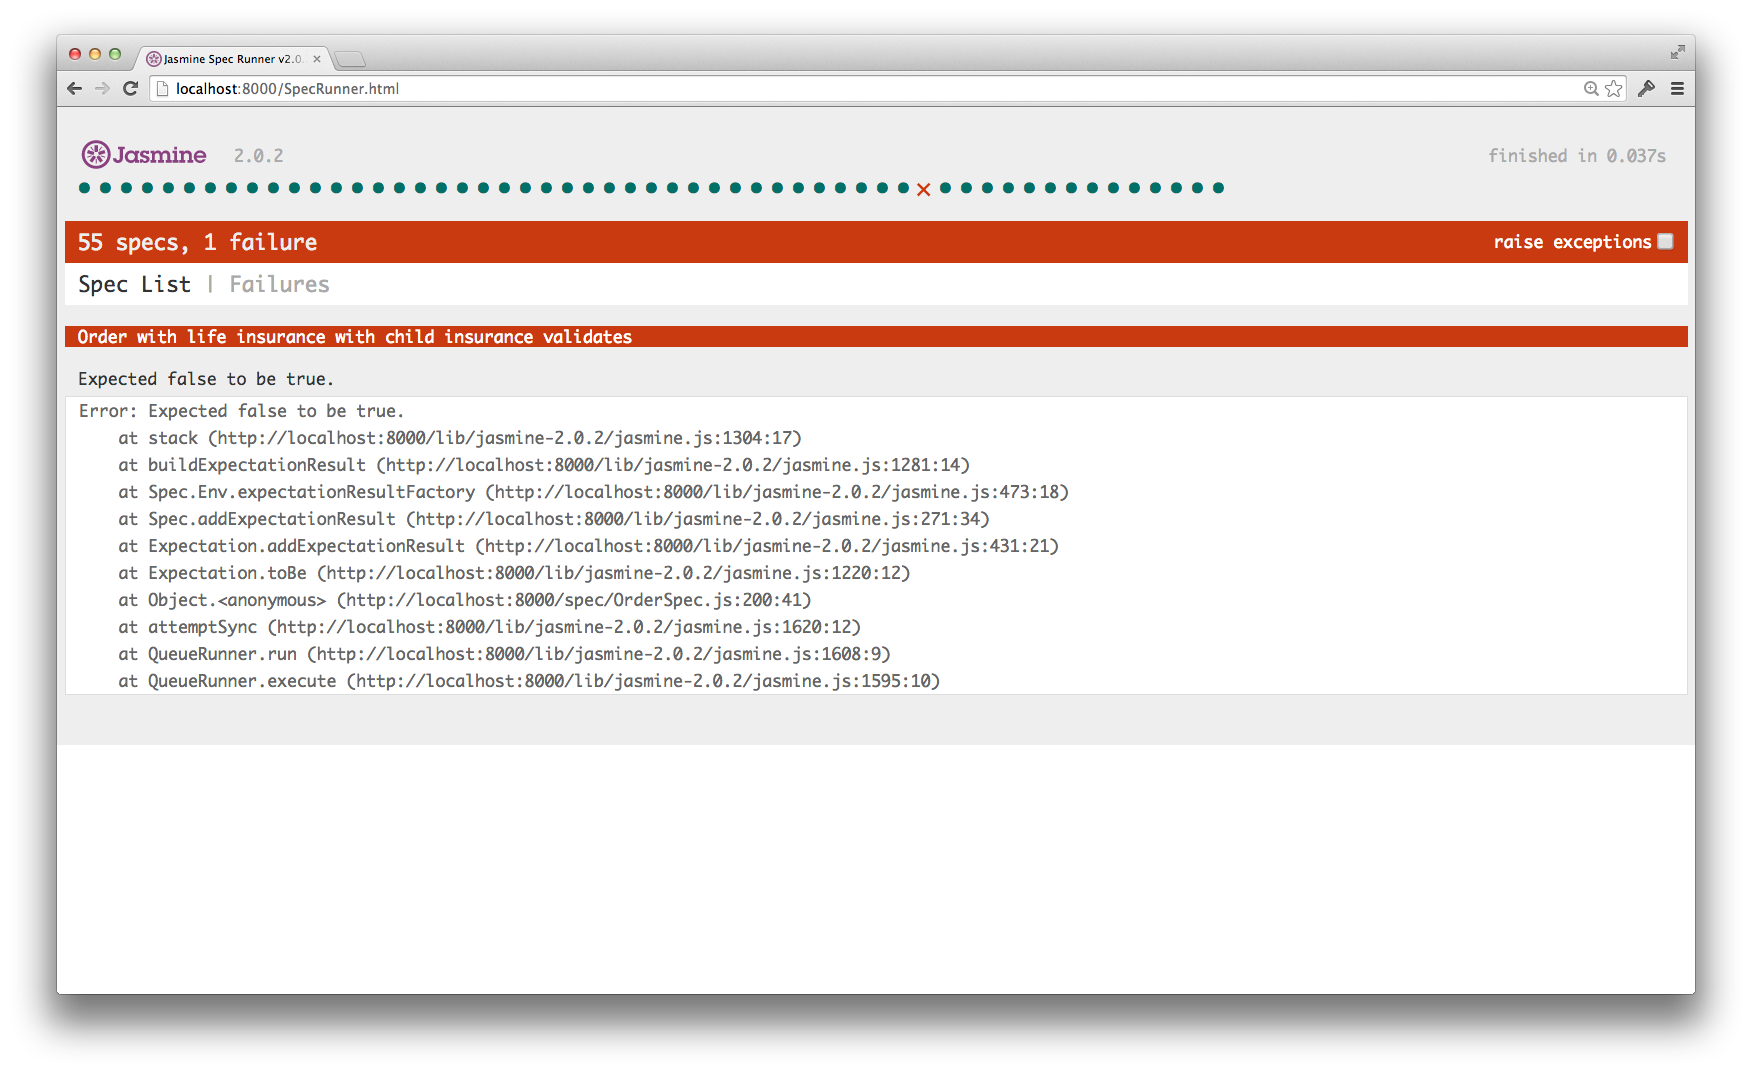 Jasmine Spec Runner v2.0.
localhost:8000/SpecRunner.html
Jasmine 2.0.2 finished in 0.037s
55 specs, 1 failure raise exceptions
Spec List | Failures
Order with life insurance with child insurance validates
Expected false to be true.
Error: Expected false to be true.
at stack (http://localhost:8000/lib/jasmine-2.0.2/jasmine.js:1304:17)
at buildExpectationResult (http://localhost:8000/lib/jasmine-2.0.2/jasmine.js:1281:14)
at Spec.Env.expectationResultFactory (http://localhost:8000/lib/jasmine-2.0.2/jasmine.js:473:18)
at Spec.addExpectationResult (http://localhost:8000/lib/jasmine-2.0.2/jasmine.js:271:34)
at Expectation.addExpectationResult (http://localhost:8000/lib/jasmine-2.0.2/jasmine.js:431:21)
at Expectation.toBe (http://localhost:8000/lib/jasmine-2.0.2/jasmine.js:1220:12)
at Object.<anonymous> (http://localhost:8000/spec/OrderSpec.js:200:41)
at attemptSync (http://localhost:8000/lib/jasmine-2.0.2/jasmine.js:1620:12)
at QueueRunner.run (http://localhost:8000/lib/jasmine-2.0.2/jasmine.js:1608:9)
at QueueRunner.execute (http://localhost:8000/lib/jasmine-2.0.2/jasmine.js:1595:10)